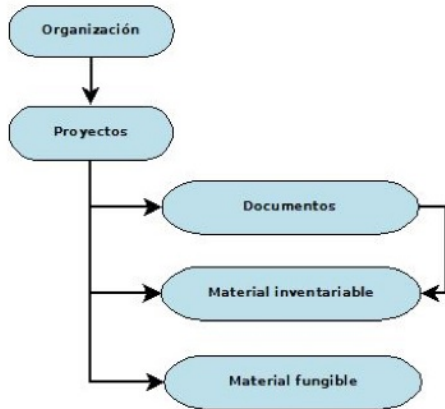 Organización
Proyectos
Documentos
Material inventariable
Material fungible